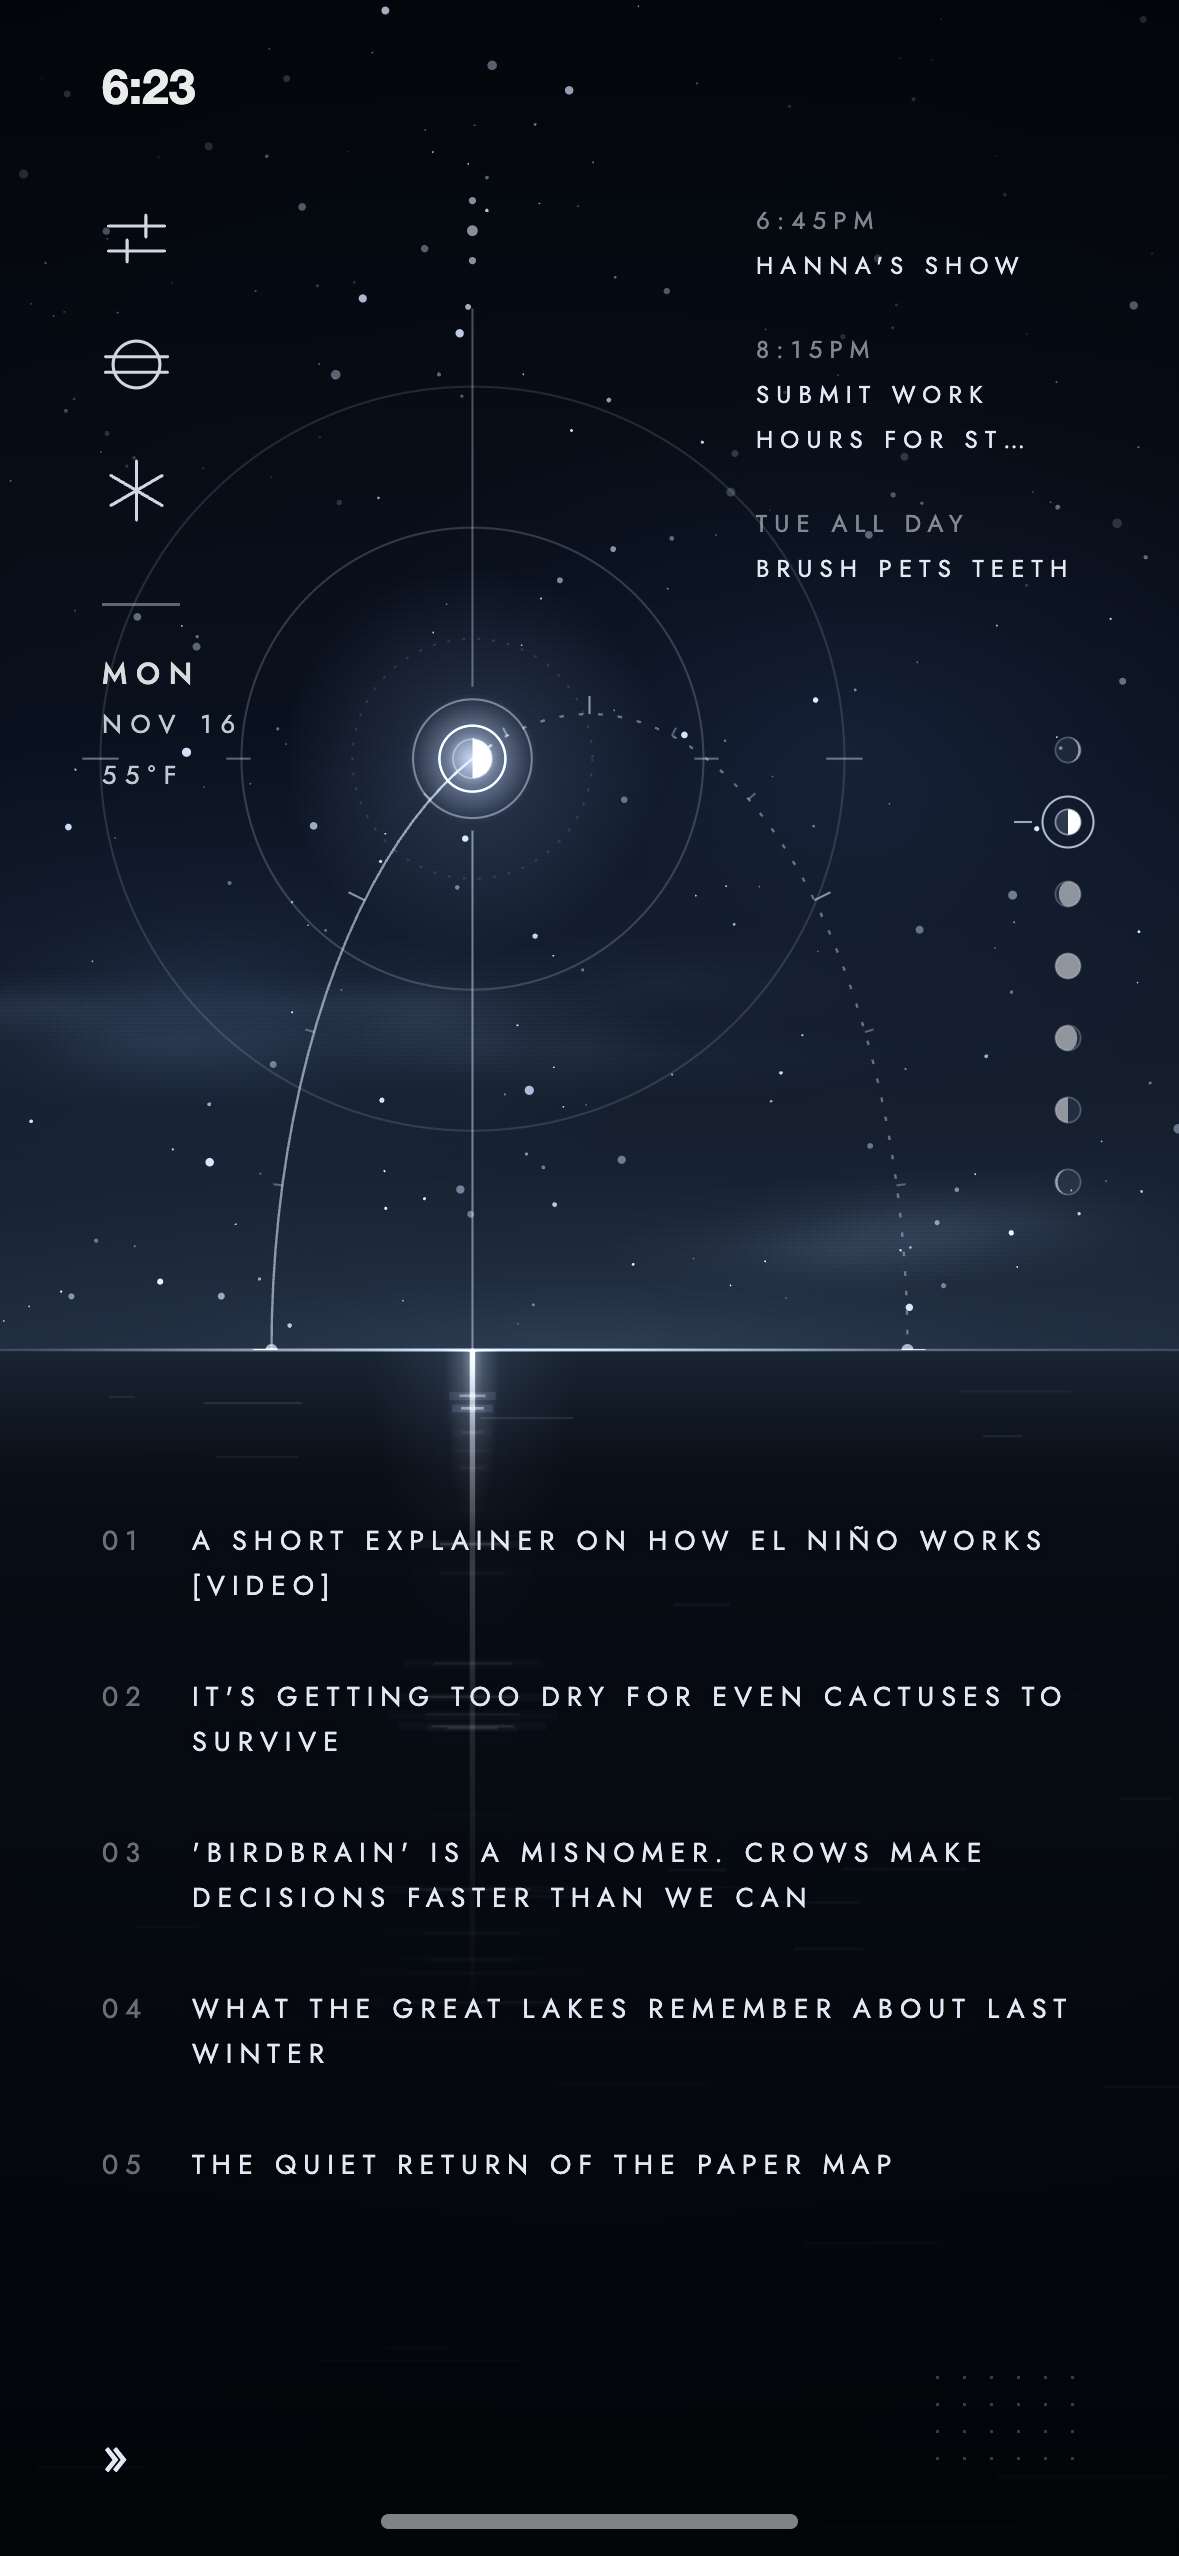 6:23
6:45PM
HANNA'S SHOW
8:15PM
SUBMIT WORK
HOURS FOR ST…
TUE ALL DAY
BRUSH PETS TEETH
MON
NOV 16
55°F
01 A SHORT EXPLAINER ON HOW EL NIÑO WORKS
[VIDEO]
02 IT'S GETTING TOO DRY FOR EVEN CACTUSES TO
SURVIVE
03 'BIRDBRAIN' IS A MISNOMER. CROWS MAKE
DECISIONS FASTER THAN WE CAN
04 WHAT THE GREAT LAKES REMEMBER ABOUT LAST
WINTER
05 THE QUIET RETURN OF THE PAPER MAP
»